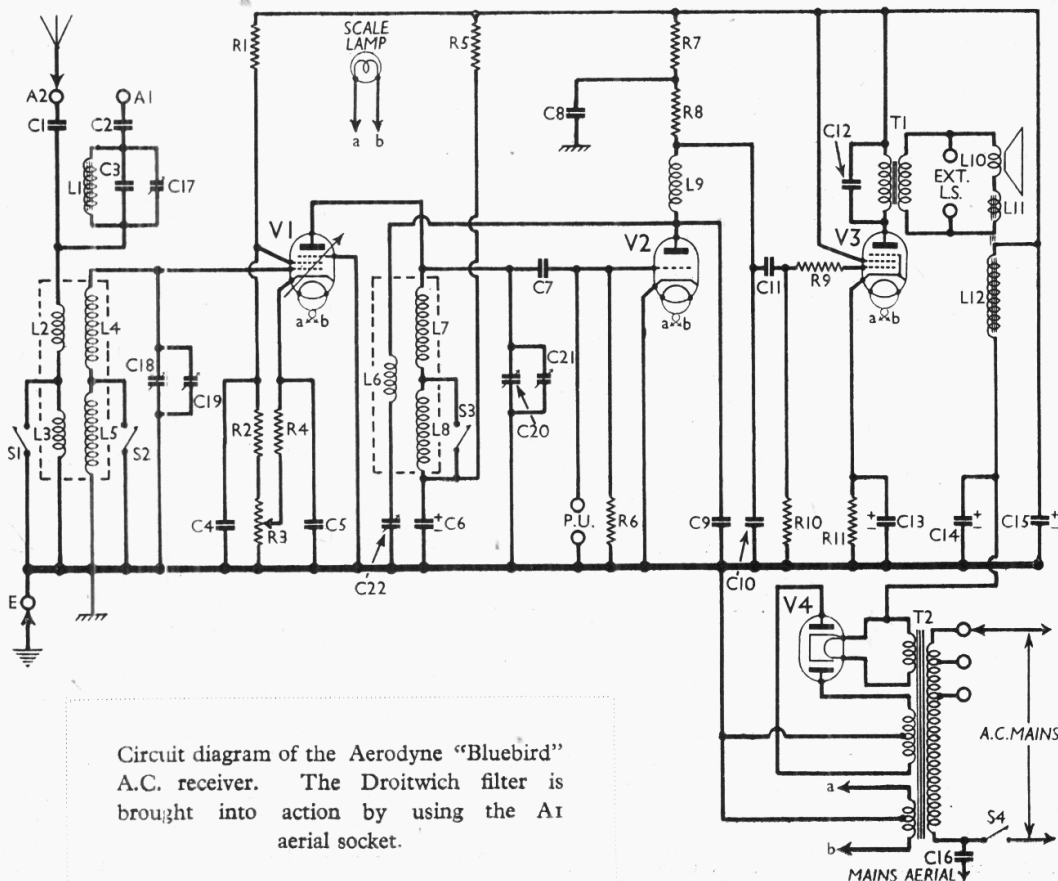 R1
SCALE
LAMP
R5
R7
A2
A1
C1
C2
C8
R8
C12
T1
L1
C3
C17
L9
L10
EXT.
L.S.
L11
V1
V2
V3
C7
C11
R9
a b
a b
a b
a b
L2
L4
L7
L12
C18
C19
L6
C21
L3
L5
S1
S2
R2
R4
L8
S3
C20
C4
R3
C5
+
-
C6
P.U.
R6
C9
R10
R11
+
-
C13
+
-
C14
C15
+
-
C22
C10
E
V4
T2
A.C. MAINS
a
b
S4
C16
MAINS AERIAL
Circuit diagram of the Aerodyne "Bluebird"
A.C. receiver. The Droitwich filter is
brought into action by using the A1
aerial socket.